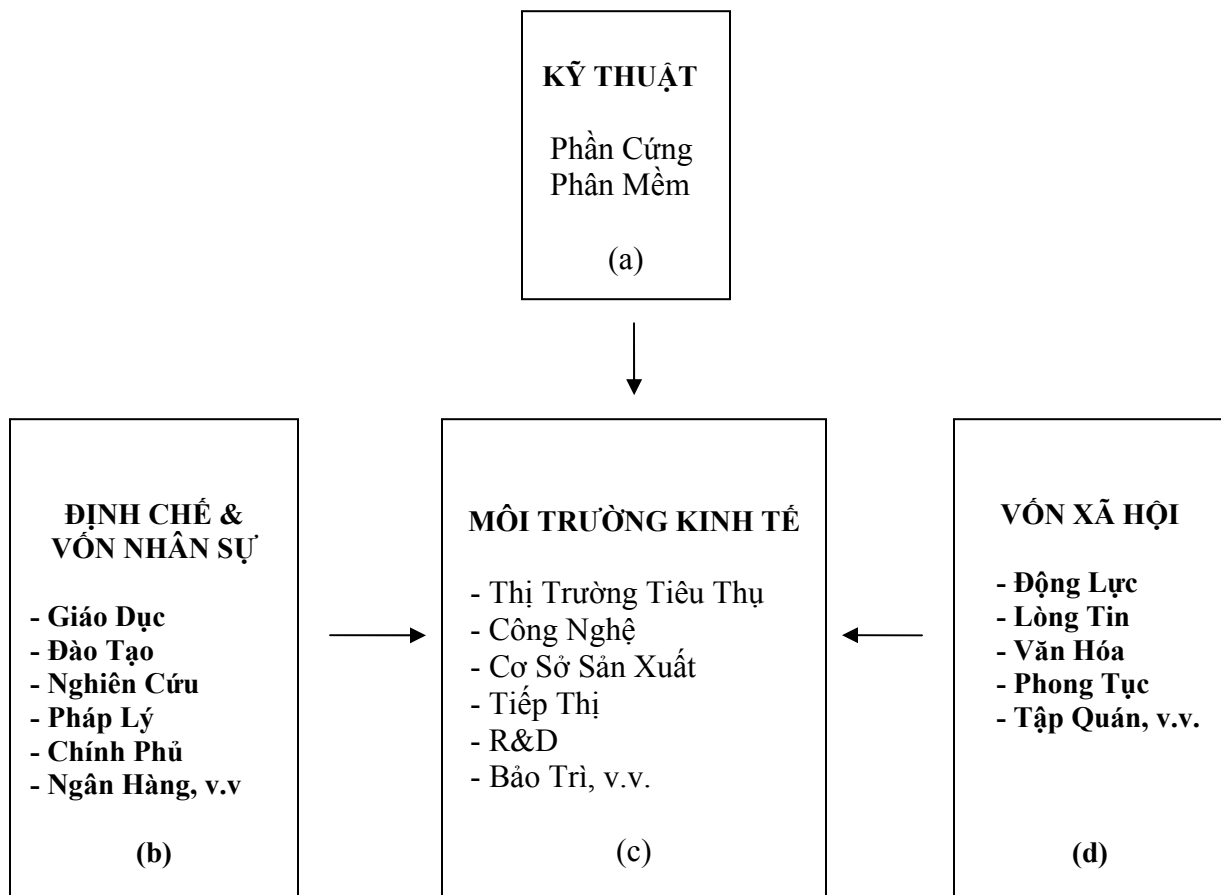 KỸ THUẬT
Phần Cứng
Phân Mềm
(a)
ĐỊNH CHẾ &
VỐN NHÂN SỰ
- Giáo Dục
- Đào Tạo
- Nghiên Cứu
- Pháp Lý
- Chính Phủ
- Ngân Hàng, v.v
(b)
MÔI TRƯỜNG KINH TẾ
- Thị Trường Tiêu Thụ
- Công Nghệ
- Cơ Sở Sản Xuất
- Tiếp Thị
- R&D
- Bảo Trì, v.v.
(c)
VỐN XÃ HỘI
- Động Lực
- Lòng Tin
- Văn Hóa
- Phong Tục
- Tập Quán, v.v.
(d)